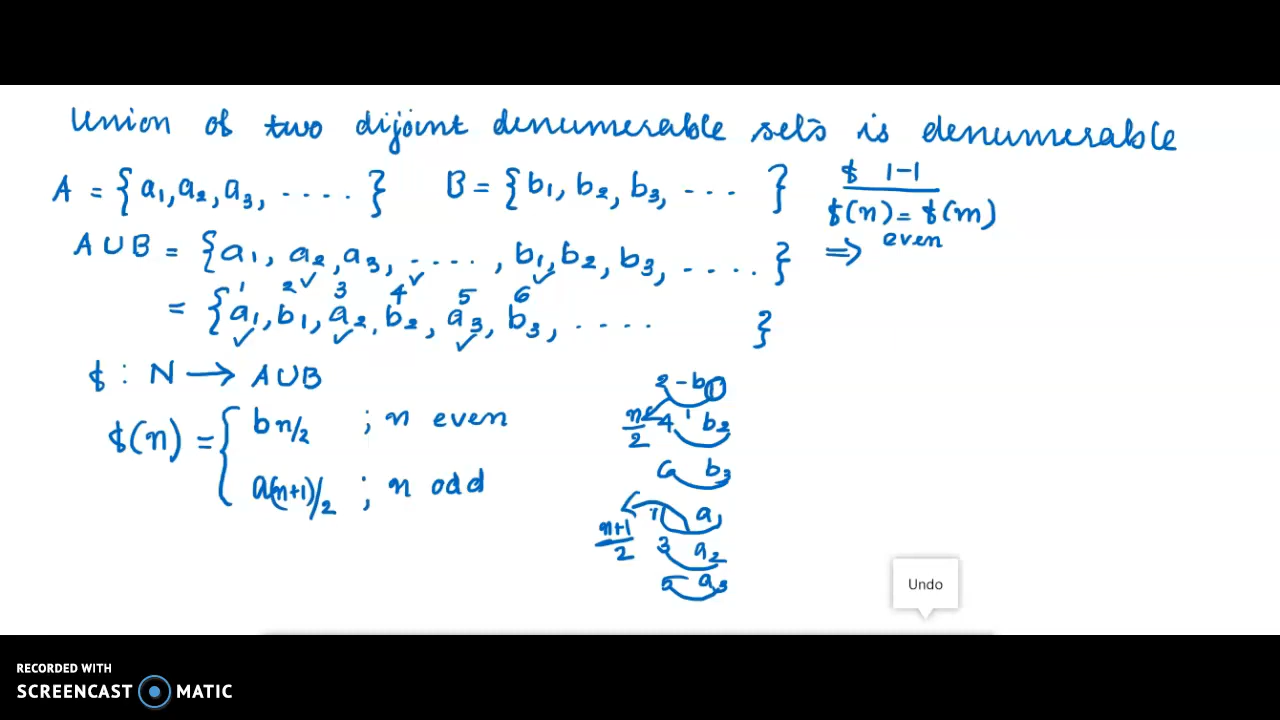 Union of two dijoint denumerable sets is denumerable
A = {a1, a2, a3, ....} B = {b1, b2, b3, ... }
$ 1-1
$(n) = $(m)
⇒ even
A∪B = {a1, a2, a3, ....., b1, b2, b3, .....}
1 2 3 4 5 6
= {a1, b1, a2, b2, a3, b3, .... }
$ : N → A∪B
$(n) = { bn/2 ; n even
a(n+1)/2 ; n odd
2 - b1
n/2 4 b2
6 b3
1 a1
n+1/2 3 a2
5 a3
Undo
RECORDED WITH
SCREENCAST MATIC